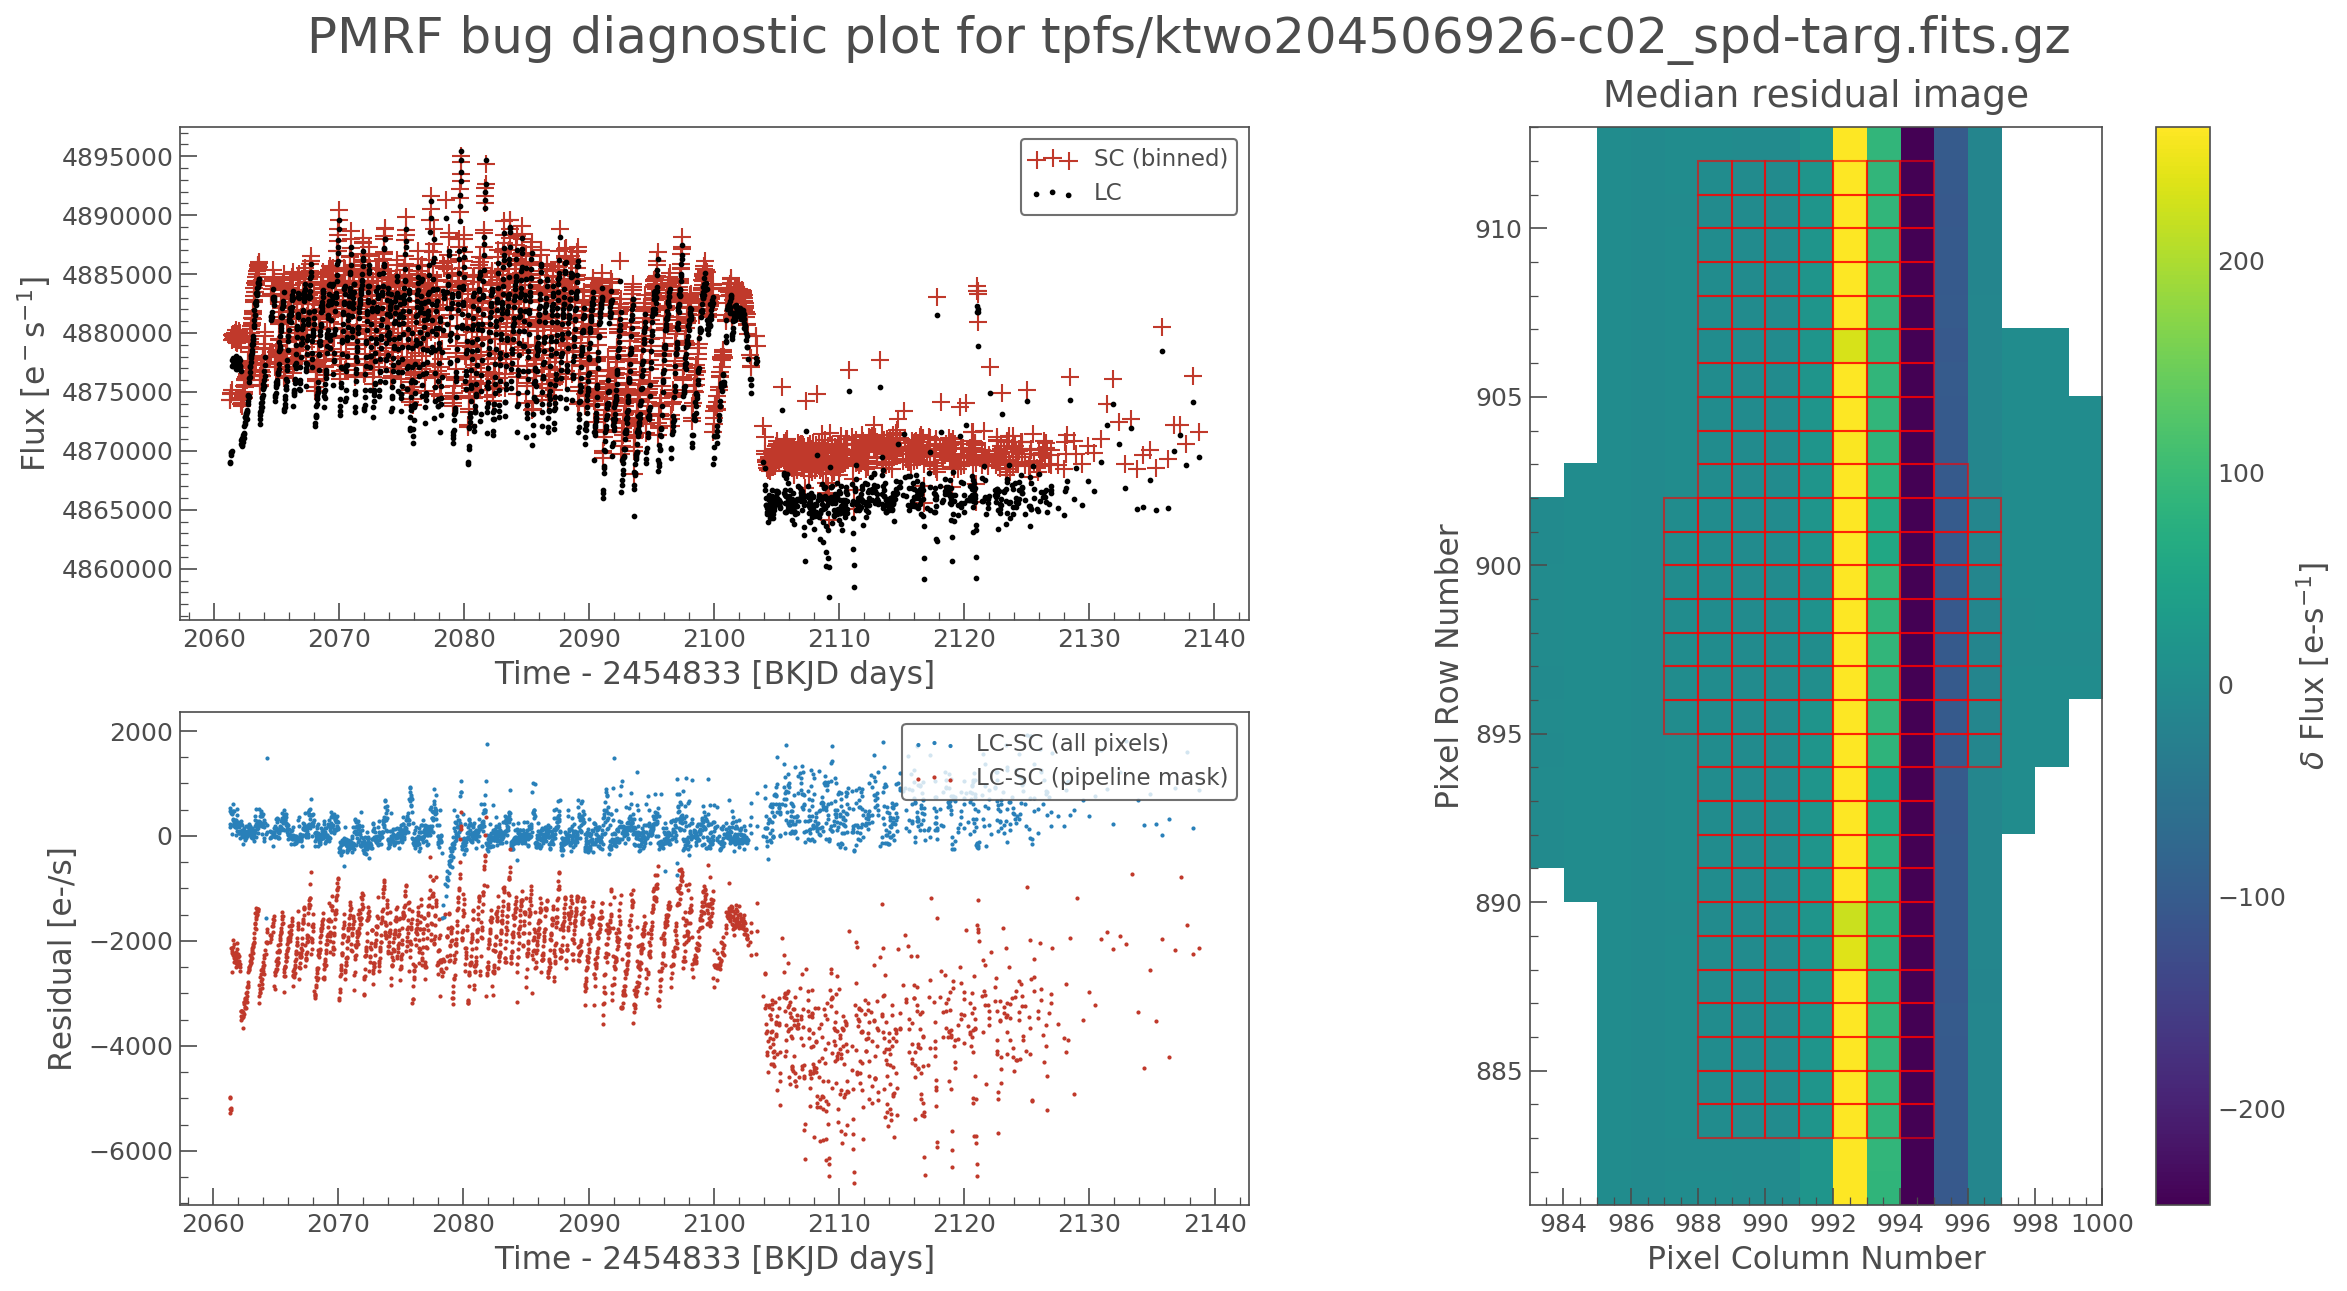 PMRF bug diagnostic plot for tpfs/ktwo204506926-c02_spd-targ.fits.gz
Flux [e⁻ s⁻¹]
4895000
4890000
4885000
4880000
4875000
4870000
4865000
4860000
SC (binned)
LC
2060 2070 2080 2090 2100 2110 2120 2130 2140
Time - 2454833 [BKJD days]
Residual [e-/s]
2000
0
−2000
−4000
−6000
LC-SC (all pixels)
LC-SC (pipeline mask)
2060 2070 2080 2090 2100 2110 2120 2130 2140
Time - 2454833 [BKJD days]
Median residual image
Pixel Row Number
910
905
900
895
890
885
984 986 988 990 992 994 996 998 1000
Pixel Column Number
200
100
0
−100
−200
δ Flux [e-s⁻¹]